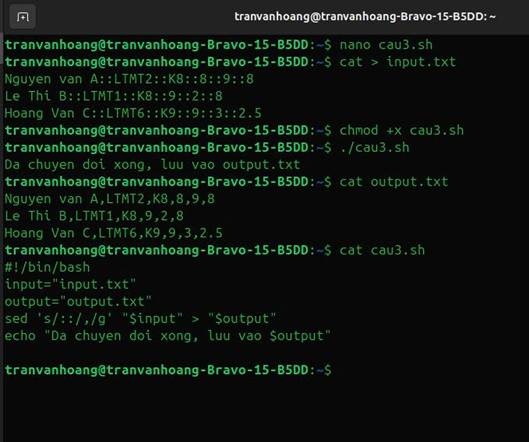 tranvanhoang@tranvanhoang-Bravo-15-B5DD: ~
tranvanhoang@tranvanhoang-Bravo-15-B5DD:~$ nano cau3.sh
tranvanhoang@tranvanhoang-Bravo-15-B5DD:~$ cat > input.txt
Nguyen van A::LTMT2::K8::8::9::8
Le Thi B::LTMT1::K8::9::2::8
Hoang Van C::LTMT6::K9::9::3::2.5
tranvanhoang@tranvanhoang-Bravo-15-B5DD:~$ chmod +x cau3.sh
tranvanhoang@tranvanhoang-Bravo-15-B5DD:~$ ./cau3.sh
Da chuyen doi xong, luu vao output.txt
tranvanhoang@tranvanhoang-Bravo-15-B5DD:~$ cat output.txt
Nguyen van A,LTMT2,K8,8,9,8
Le Thi B,LTMT1,K8,9,2,8
Hoang Van C,LTMT6,K9,9,3,2.5
tranvanhoang@tranvanhoang-Bravo-15-B5DD:~$ cat cau3.sh
#!/bin/bash
input="input.txt"
output="output.txt"
sed 's/::/,/g' "$input" > "$output"
echo "Da chuyen doi xong, luu vao $output"
tranvanhoang@tranvanhoang-Bravo-15-B5DD:~$